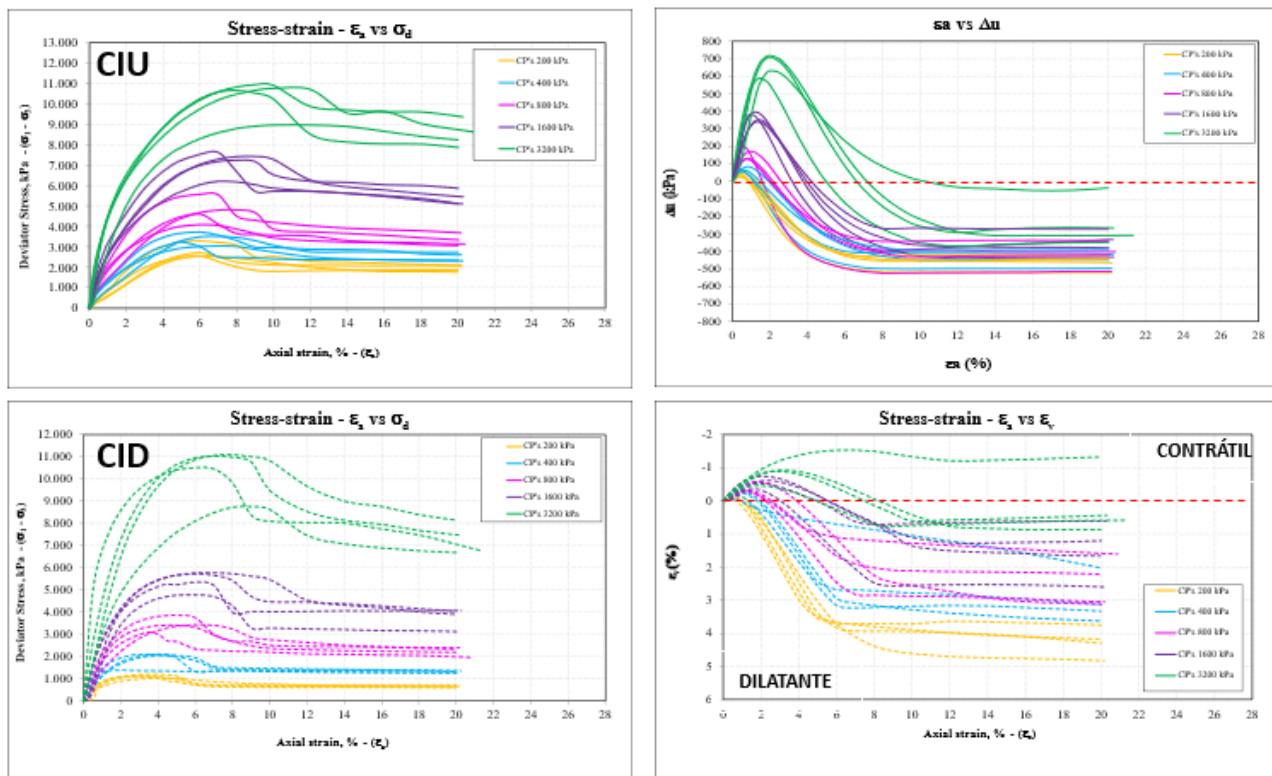 Stress-strain - εₐ vs σ_d
CIU
Deviator Stress, kPa - (σ₁ - σ₃)
13.000
12.000
11.000
10.000
9.000
8.000
7.000
6.000
5.000
4.000
3.000
2.000
1.000
0
0 2 4 6 8 10 12 14 16 18 20 22 24 26 28
Axial strain, % - (εₐ)
CP's 200 kPa
CP's 400 kPa
CP's 800 kPa
CP's 1600 kPa
CP's 3200 kPa
εa vs Δu
Δu (kPa)
800
700
600
500
400
300
200
100
0
-100
-200
-300
-400
-500
-600
-700
-800
0 2 4 6 8 10 12 14 16 18 20 22 24 26 28
εa (%)
CP's 200 kPa
CP's 400 kPa
CP's 800 kPa
CP's 1600 kPa
CP's 3200 kPa
Stress-strain - εₐ vs σ_d
CID
Deviator Stress, kPa - (σ₁ - σ₃)
12.000
11.000
10.000
9.000
8.000
7.000
6.000
5.000
4.000
3.000
2.000
1.000
0
0 2 4 6 8 10 12 14 16 18 20 22 24 26 28
Axial strain, % - (εₐ)
CP's 200 kPa
CP's 400 kPa
CP's 800 kPa
CP's 1600 kPa
CP's 3200 kPa
Stress-strain - εₐ vs εᵥ
CONTRÁTIL
εᵥ (%)
-2
-1
0
1
2
3
4
5
6
DILATANTE
0 2 4 6 8 10 12 14 16 18 20 22 24 26 28
Axial strain, % - (εₐ)
CP's 200 kPa
CP's 400 kPa
CP's 800 kPa
CP's 1600 kPa
CP's 3200 kPa